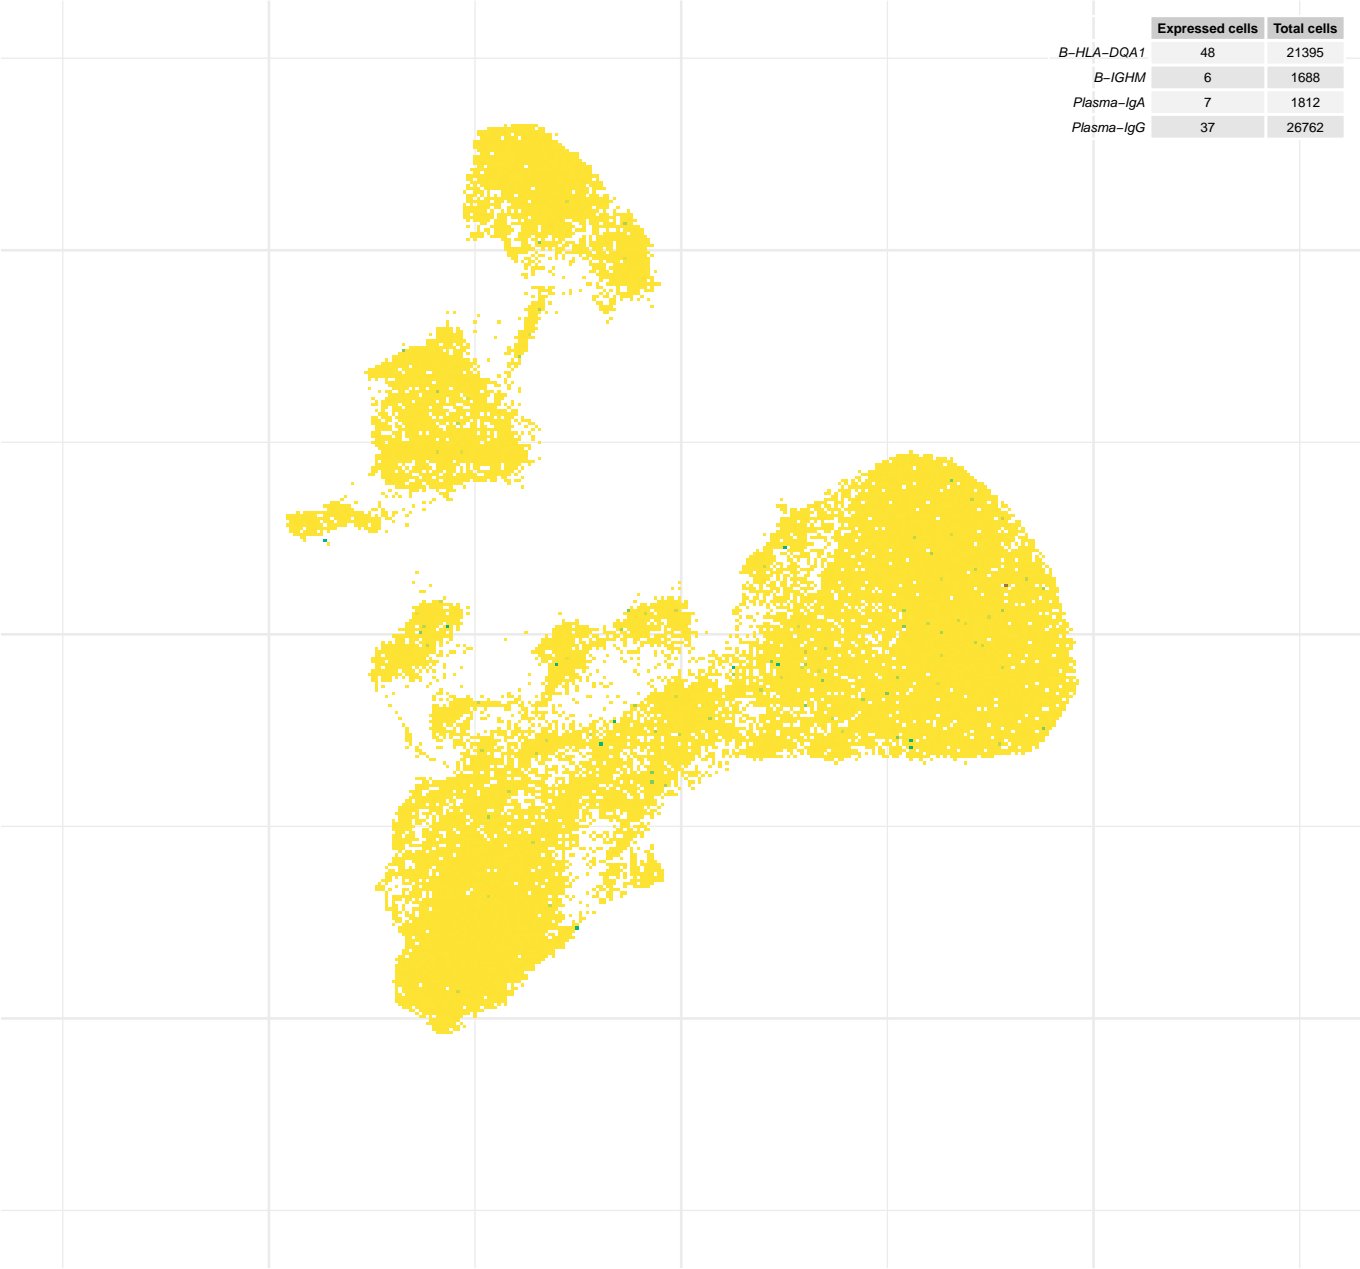 Expressed cells Total cells
B−HLA−DQA1 48 21395
B−IGHM 6 1688
Plasma−IgA 7 1812
Plasma−IgG 37 26762